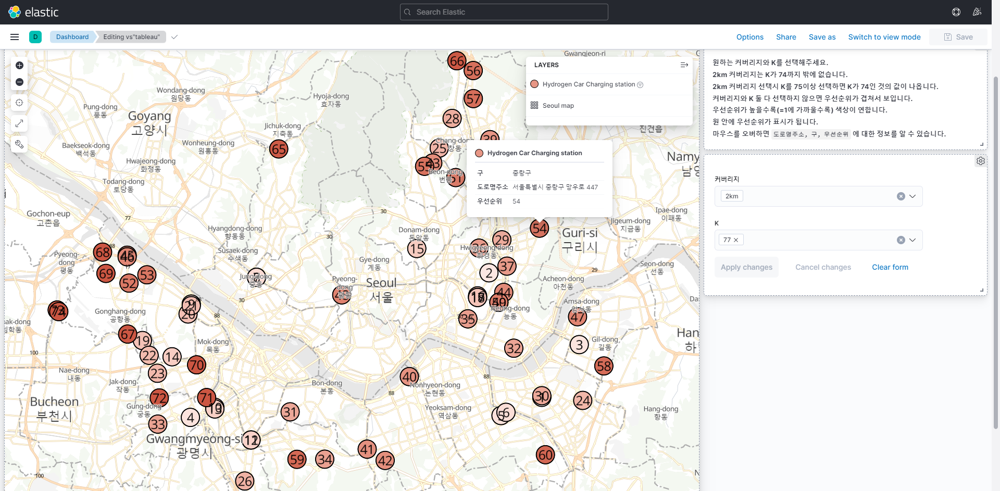 elastic
Search Elastic
D
Dashboard
Editing vs"tableau"
Options
Share
Save as
Switch to view mode
Save
원하는 커버리지와 K를 선택해주세요.
2km 커버리지는 K가 74까지 밖에 없습니다.
2km 커버리지 선택시 K를 75이상 선택하면 K가 74인 것의 값이 나옵니다.
커버리지와 K 둘 다 선택하지 않으면 우선순위가 겹쳐서 보입니다.
우선순위가 높을수록(=1에 가까울수록) 색상이 연합니다.
원 안에 우선순위가 표시가 됩니다.
마우스를 오버하면 도로명주소, 구, 우선순위 에 대한 정보를 알 수 있습니다.
커버리지
2km
K
77
Apply changes
Cancel changes
Clear form
LAYERS
Hydrogen Car Charging station
Seoul map
Hydrogen Car Charging station
구 중랑구
도로명주소 서울특별시 중랑구 망우로 447
우선순위 54
Gwangjeon-ri
66
56
57
Wondang-dong
원당동
Hyoja-dong
효자동
Pung-dong
풍동
Goyang
고양시
28
Jichuk-dong
지축동
진건읍
39
Wonheung-dong
원흥동
Baekseok-dong
백석동
65
Chang-dong
창동
25
Hwajeong-dong
화정동
43
55
Beon-dong
번동
51
Todang-dong
토당동
Gochon-eup
고촌읍
77
30
Ipae-dong
이패동
Jigeum-dong
지금동
Hyangdong-dong
향동동
Donam-dong
돈암동
30
54
Guri-si
구리시
29
15
Hwigyeong-dong
휘경동
88
68
Pyeong-
dong
평동
Susaek-dong
수색동
Gye-dong
계동
Seon-dong
선동
37
2
29
69
53
52
Jung-dong
중동
Pyeong-
dong
평동
Seoul
서울
Acheon-dong
아천동
44
30
Amsa-dong
암사동
Neung-dong
능동
74
Gonghang-dong
공항동
20
88
35
47
67
19
Mok-dong
목동
3
Gil-dong
길동
32
100
22
14
70
58
Nae-dong
내동
23
Jak-dong
작동
40
88
Bon-dong
본동
Nonhyeon-dong
논현동
88
72
71
30
24
Bucheon
부천시
Gung-dong
궁동
Yeoksam-dong
역삼동
Hang-dong
항동
31
4
5
6
33
Gwangmyeong-si
광명시
12
41
42
59
34
60
100
26